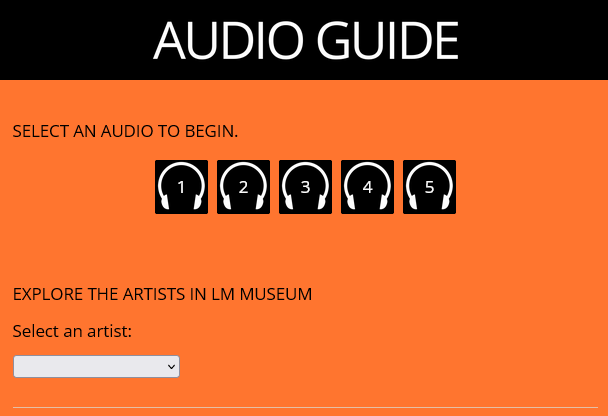 AUDIO GUIDE
SELECT AN AUDIO TO BEGIN.
1 2 3 4 5
EXPLORE THE ARTISTS IN LM MUSEUM
Select an artist: